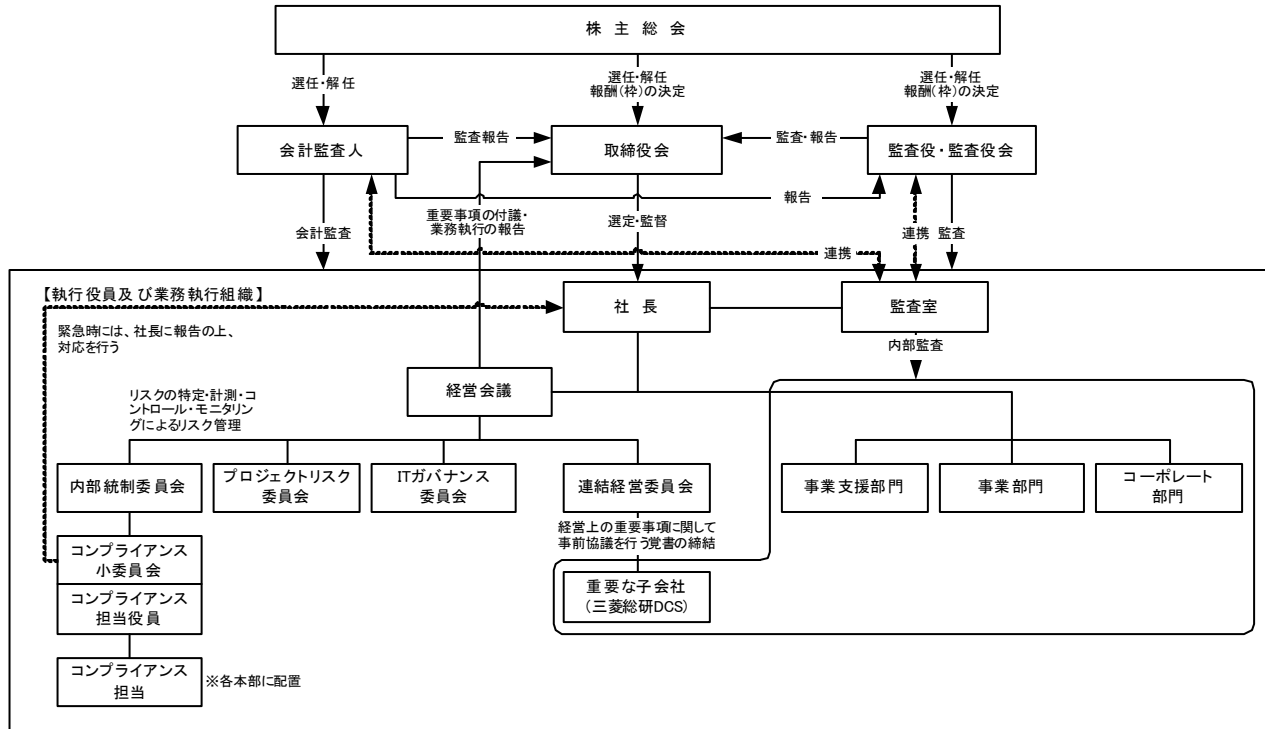 株主総会
選任・解任
選任・解任
報酬(枠)の決定
選任・解任
報酬(枠)の決定
会計監査人
監査報告
取締役会
監査・報告
監査役・監査役会
報告
重要事項の付議・
業務執行の報告
選定・監督
会計監査
連携
連携
監査
【執行役員及び業務執行組織】
社長
監査室
緊急時には、社長に報告の上、
対応を行う
内部監査
経営会議
リスクの特定・計測・コ
ントロール・モニタリン
グによるリスク管理
内部統制委員会
プロジェクトリスク
委員会
ITガバナンス
委員会
連結経営委員会
事業支援部門
事業部門
コーポレート
部門
経営上の重要事項に関して
事前協議を行う覚書の締結
コンプライアンス
小委員会
重要な子会社
(三菱総研DCS)
コンプライアンス
担当役員
コンプライアンス
担当
※各本部に配置